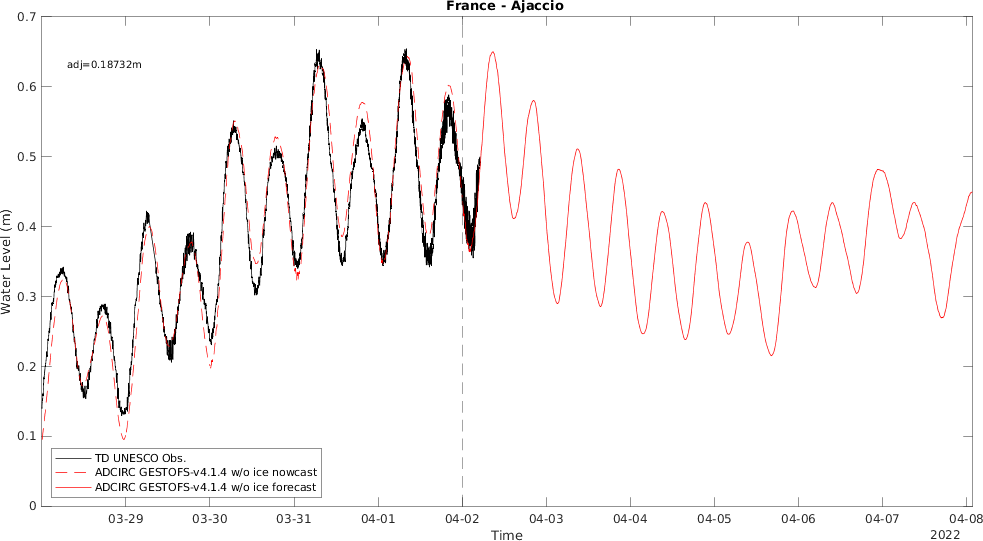 France - Ajaccio
0.7
0.6
0.5
0.4
0.3
0.2
0.1
0
Water Level (m)
adj=0.18732m
TD UNESCO Obs.
ADCIRC GESTOFS-v4.1.4 w/o ice nowcast
ADCIRC GESTOFS-v4.1.4 w/o ice forecast
03-29 03-30 03-31 04-01 04-02 04-03 04-04 04-05 04-06 04-07 04-08
Time
2022